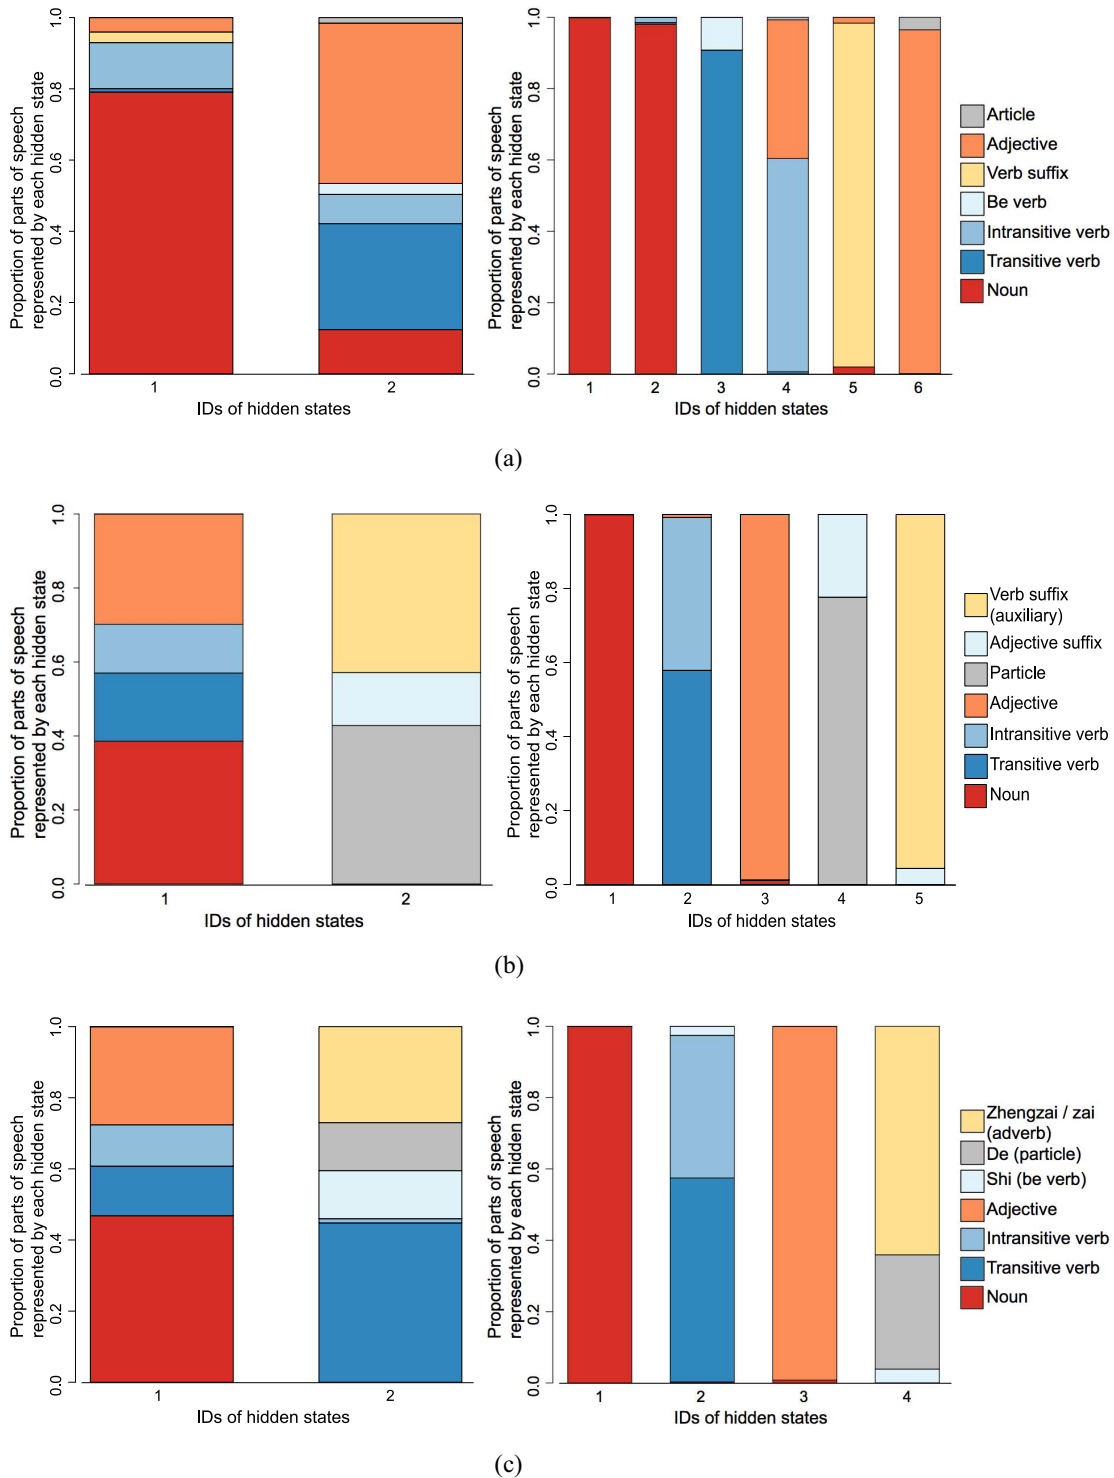 Proportion of parts of speech
represented by each hidden state
0.0 0.2 0.4 0.6 0.8 1.0
1 2
IDs of hidden states
Proportion of parts of speech
represented by each hidden state
0.0 0.2 0.4 0.6 0.8 1.0
1 2 3 4 5 6
IDs of hidden states
Article
Adjective
Verb suffix
Be verb
Intransitive verb
Transitive verb
Noun
(a)
Proportion of parts of speech
represented by each hidden state
0.0 0.2 0.4 0.6 0.8 1.0
1 2
IDs of hidden states
Proportion of parts of speech
represented by each hidden state
0.0 0.2 0.4 0.6 0.8 1.0
1 2 3 4 5
IDs of hidden states
Verb suffix
(auxiliary)
Adjective suffix
Particle
Adjective
Intransitive verb
Transitive verb
Noun
(b)
Proportion of parts of speech
represented by each hidden state
0.0 0.2 0.4 0.6 0.8 1.0
1 2
IDs of hidden states
Proportion of parts of speech
represented by each hidden state
0.0 0.2 0.4 0.6 0.8 1.0
1 2 3 4
IDs of hidden states
Zhengzai / zai
(adverb)
De (particle)
Shi (be verb)
Adjective
Intransitive verb
Transitive verb
Noun
(c)